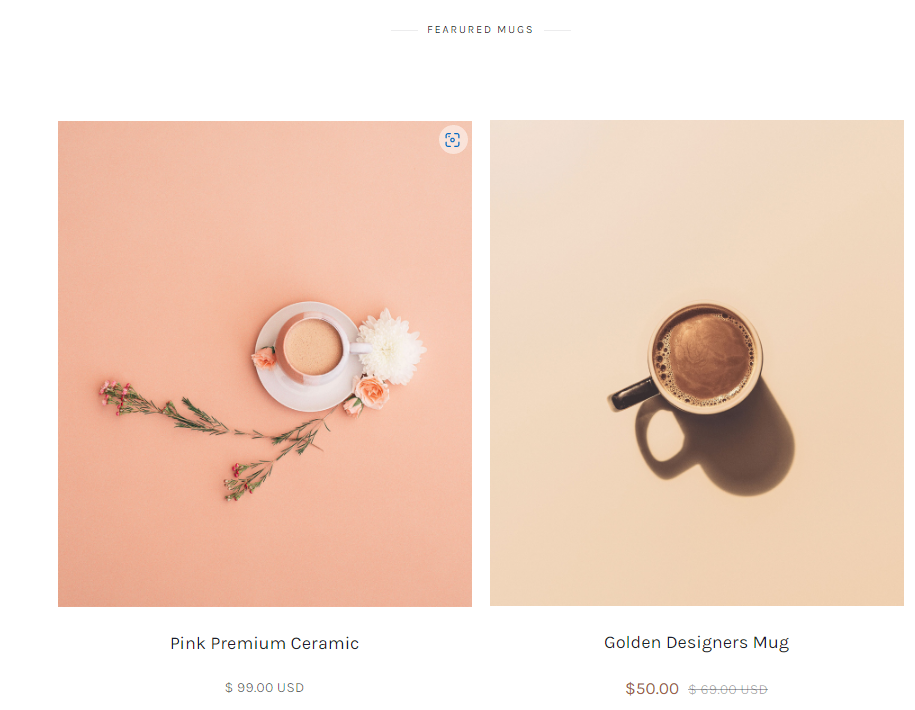 FEARURED MUGS
Pink Premium Ceramic
Golden Designers Mug
$ 99.00 USD
$50.00 $ 69.00 USD